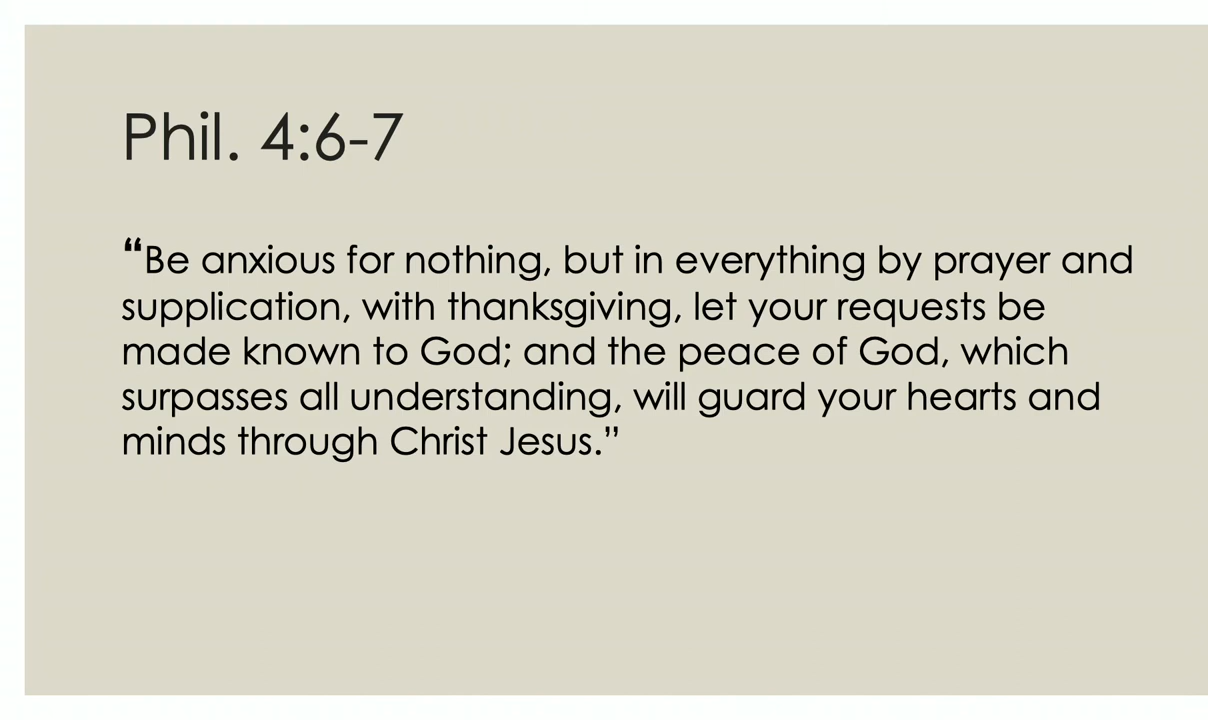 Phil. 4:6-7
“Be anxious for nothing, but in everything by prayer and
supplication, with thanksgiving, let your requests be
made known to God; and the peace of God, which
surpasses all understanding, will guard your hearts and
minds through Christ Jesus.”